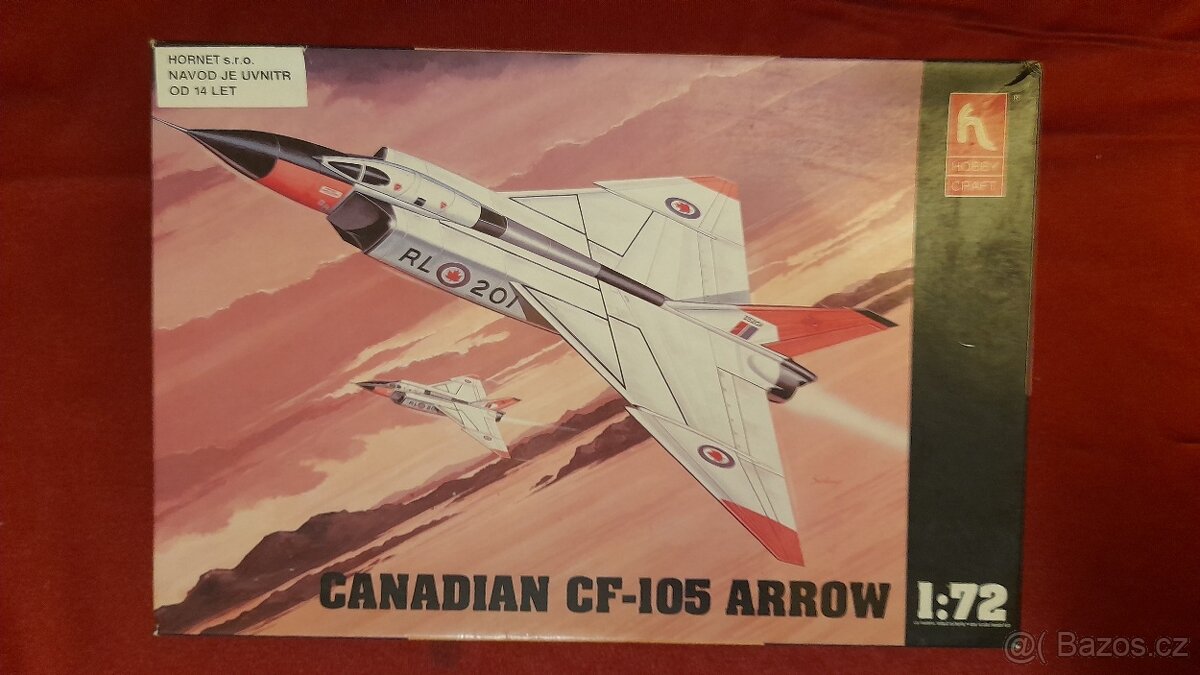 HORNET s.r.o.
NAVOD JE UVNITR
OD 14 LET
HOBBY
CRAFT
RL 201
CANADIAN CF-105 ARROW
1:72
@( Bazos.cz